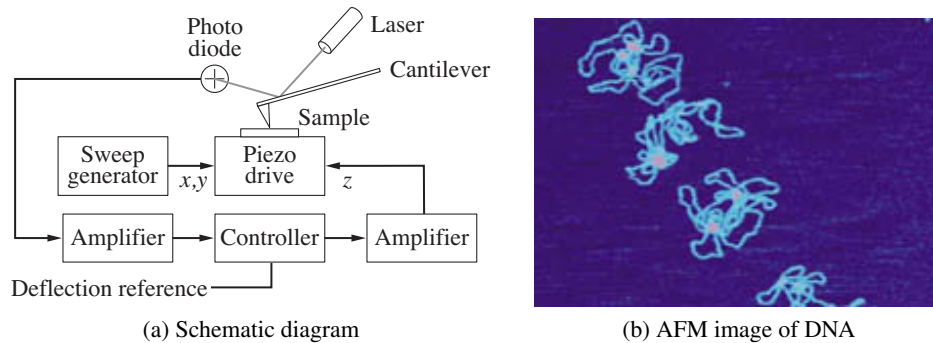 Photo
diode
Laser
Cantilever
Sample
Sweep
generator
x,y
Piezo
drive
z
Amplifier
Controller
Amplifier
Deflection reference
(a) Schematic diagram
(b) AFM image of DNA